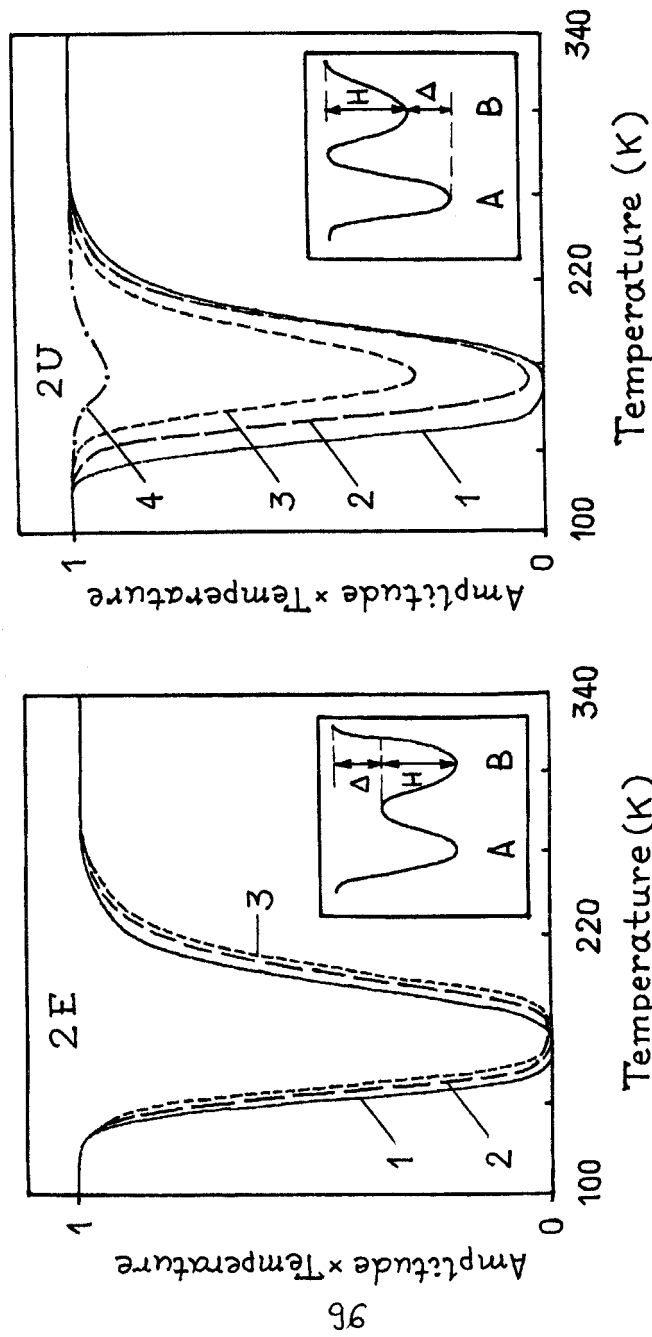 2E
1
0
Amplitude × Temperature
100
220
340
Temperature (K)
1
2
3
Δ
H
A
B
2U
1
0
Amplitude × Temperature
100
220
340
Temperature (K)
4
3
2
1
H
Δ
A
B
96